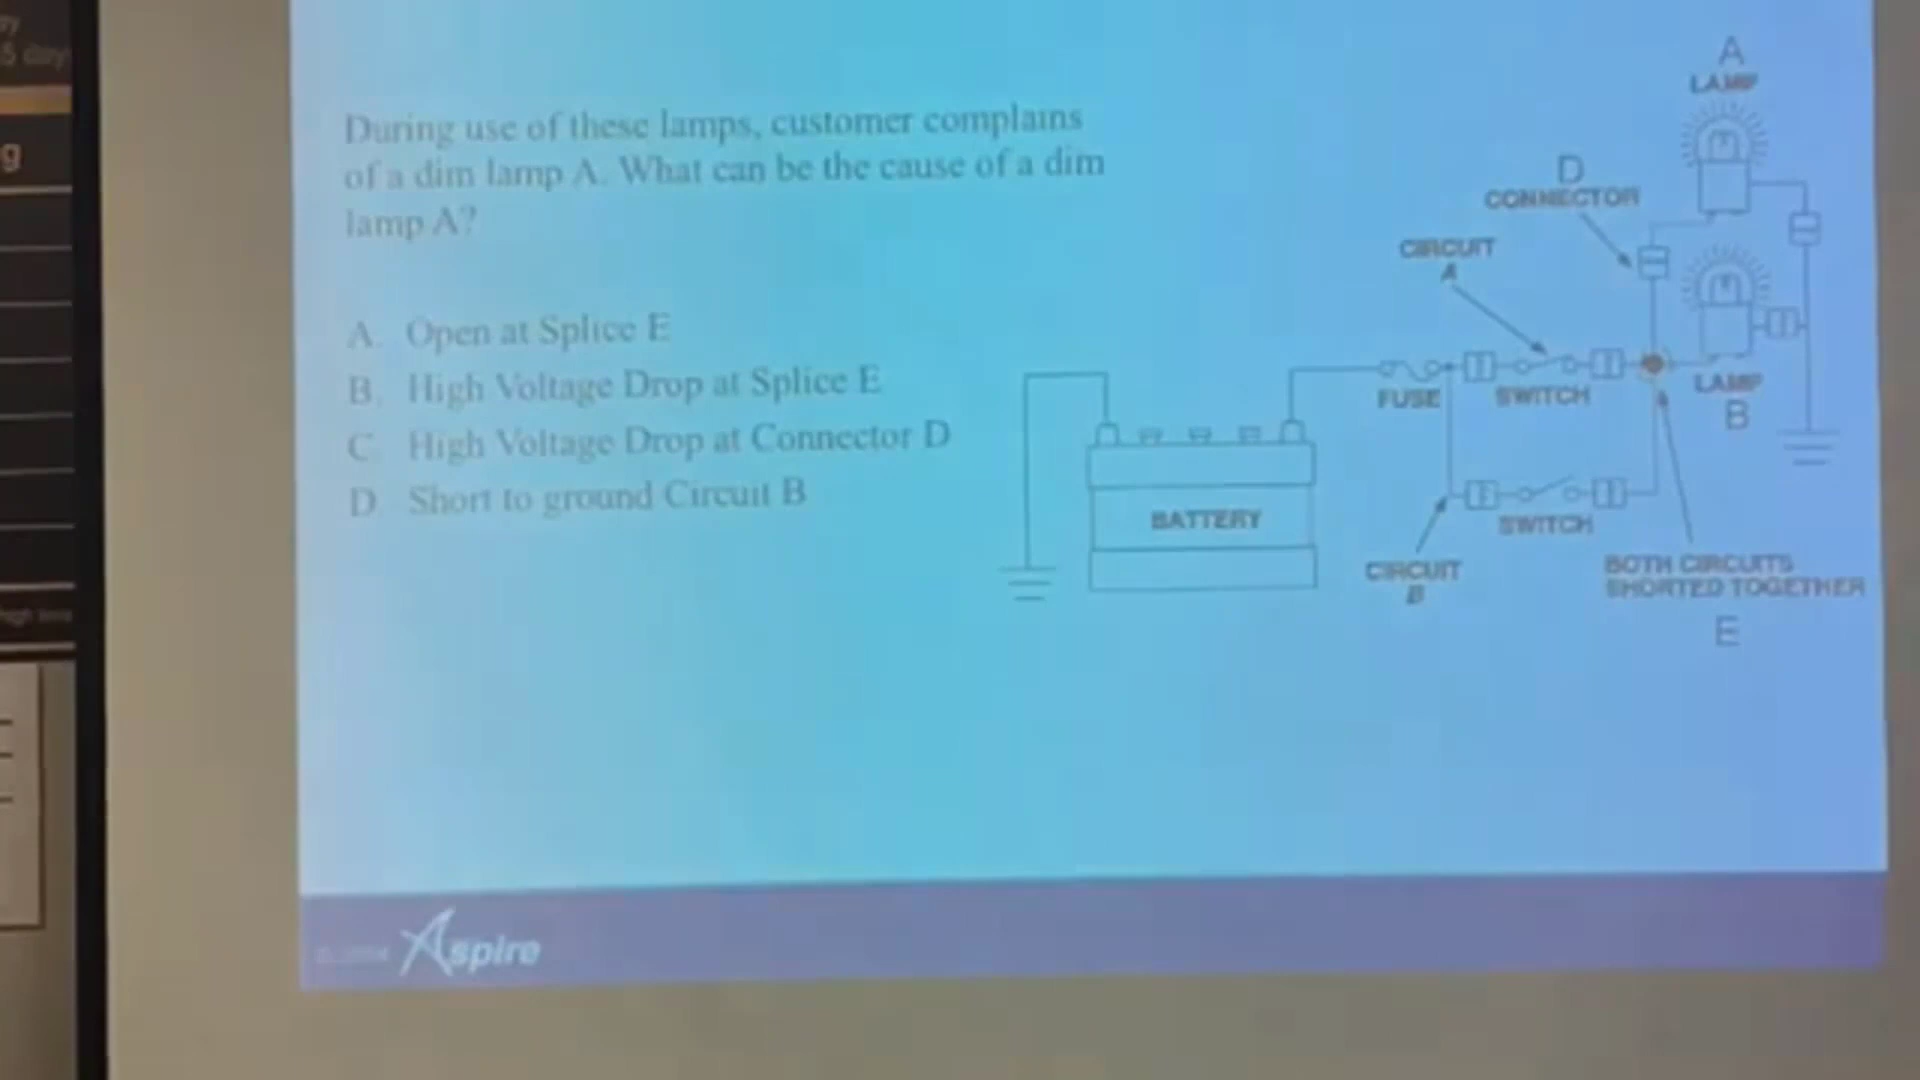 During use of these lamps, customer complains
of a dim lamp A. What can be the cause of a dim
lamp A?
A. Open at Splice E
B. High Voltage Drop at Splice E
C. High Voltage Drop at Connector D
D. Short to ground Circuit B
A
LAMP
D
CONNECTOR
CIRCUIT
A
FUSE
SWITCH
LAMP
B
BATTERY
SWITCH
CIRCUIT
B
BOTH CIRCUITS
SHORTED TOGETHER
E
Aspire
5 day
g